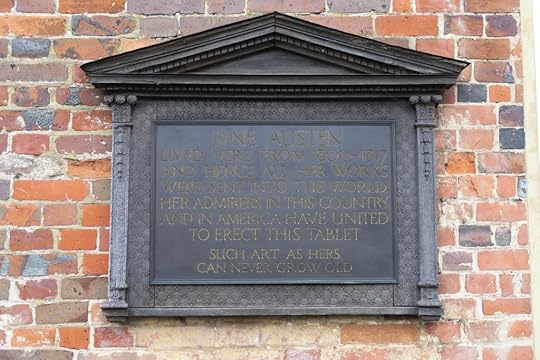 JANE AUSTEN
LIVED HERE FROM 1809-1817
AND HENCE ALL HER WORKS
WERE SENT INTO THE WORLD
HER ADMIRERS IN THIS COUNTRY
AND IN AMERICA HAVE UNITED
TO ERECT THIS TABLET
SUCH ART AS HERS
CAN NEVER GROW OLD